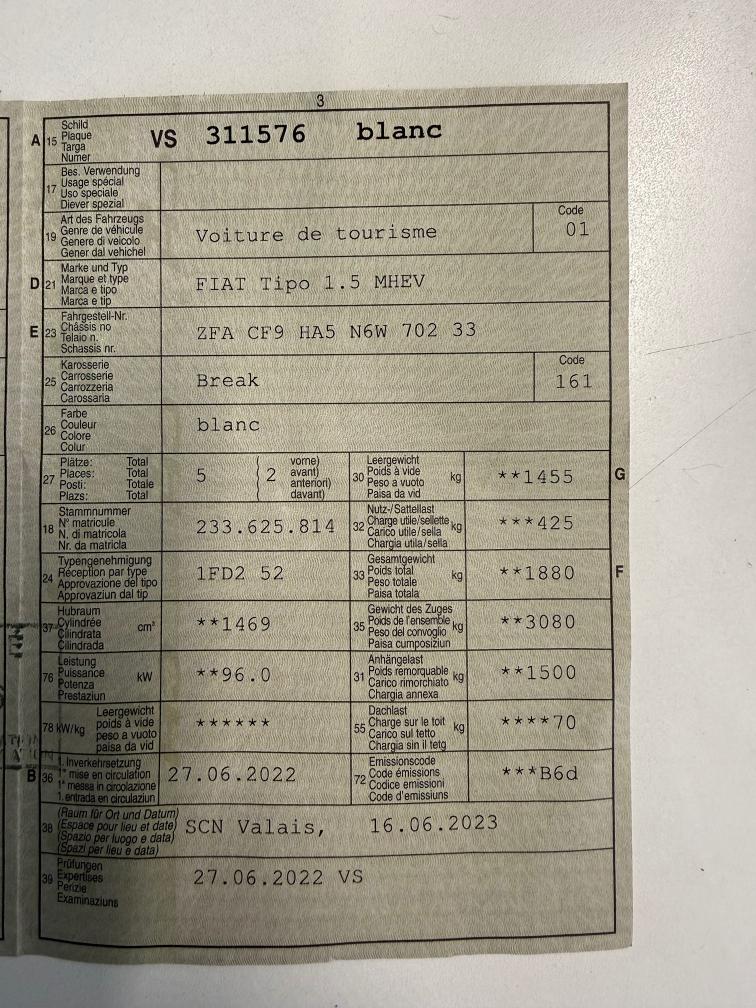 3
A 15 Schild
Plaque
Targa
Numer
VS 311576 blanc
17 Bes. Verwendung
Usage spécial
Uso speciale
Diever spezial
19 Art des Fahrzeugs
Genre de véhicule
Genere di veicolo
Gener dal vehichel
Voiture de tourisme
Code
01
D 21 Marke und Typ
Marque et type
Marca e tipo
Marca e tip
FIAT Tipo 1.5 MHEV
E 23 Fahrgestell-Nr.
Châssis no
Telaio n.
Schassis nr.
ZFA CF9 HA5 N6W 702 33
25 Karosserie
Carrosserie
Carrozzeria
Carossaria
Break
Code
161
26 Farbe
Couleur
Colore
Colur
blanc
27 Plätze: Total
Places: Total
Posti: Totale
Plazs: Total
5 ( 2 vorne)
avant)
anteriori)
davant)
30 Leergewicht
Poids à vide
Peso a vuoto
Paisa da vid
kg
**1455
G
18 Stammnummer
N° matricule
N. di matricola
Nr. da matricla
233.625.814
32 Nutz-/Sattellast
Charge utile/sellette
Carico utile/sella
Chargia utila/sella
kg
***425
24 Typengenehmigung
Réception par type
Approvazione del tipo
Approvaziun dal tip
1FD2 52
33 Gesamtgewicht
Poids total
Peso totale
Paisa totala
kg
**1880
F
37 Hubraum
Cylindrée
Cilindrata
Cilindrada
cm³
**1469
35 Gewicht des Zuges
Poids de l'ensemble
Peso del convoglio
Paisa cumposiziun
kg
**3080
76 Leistung
Puissance
Potenza
Prestaziun
kW
**96.0
31 Anhängelast
Poids remorquable
Carico rimorchiato
Chargia annexa
kg
**1500
78 kW/kg Leergewicht
poids à vide
peso a vuoto
paisa da vid
******
55 Dachlast
Charge sur le toit
Carico sul tetto
Chargia sin il tetg
kg
****70
B 36 1. Inverkehrsetzung
1re mise en circulation
1a messa in circolazione
1. entrada en circulaziun
27.06.2022
72 Emissionscode
Code émissions
Codice emissioni
Code d'emissiuns
***B6d
38 (Raum für Ort und Datum)
(Espace pour lieu et date)
(Spazio per luogo e data)
(Spazi per lieu e data)
SCN Valais, 16.06.2023
39 Prüfungen
Expertises
Perizie
Examinaziuns
27.06.2022 VS